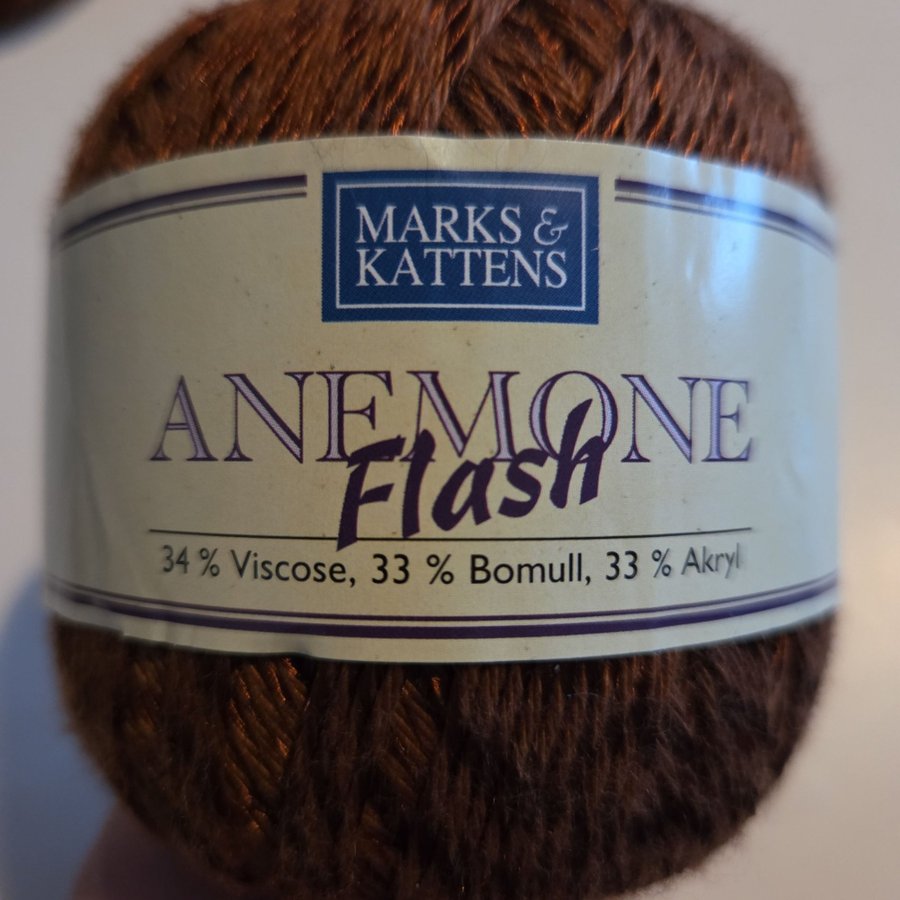 MARKS &
KATTENS
ANEMONE
Flash
34 % Viscose, 33 % Bomull, 33 % Akryl